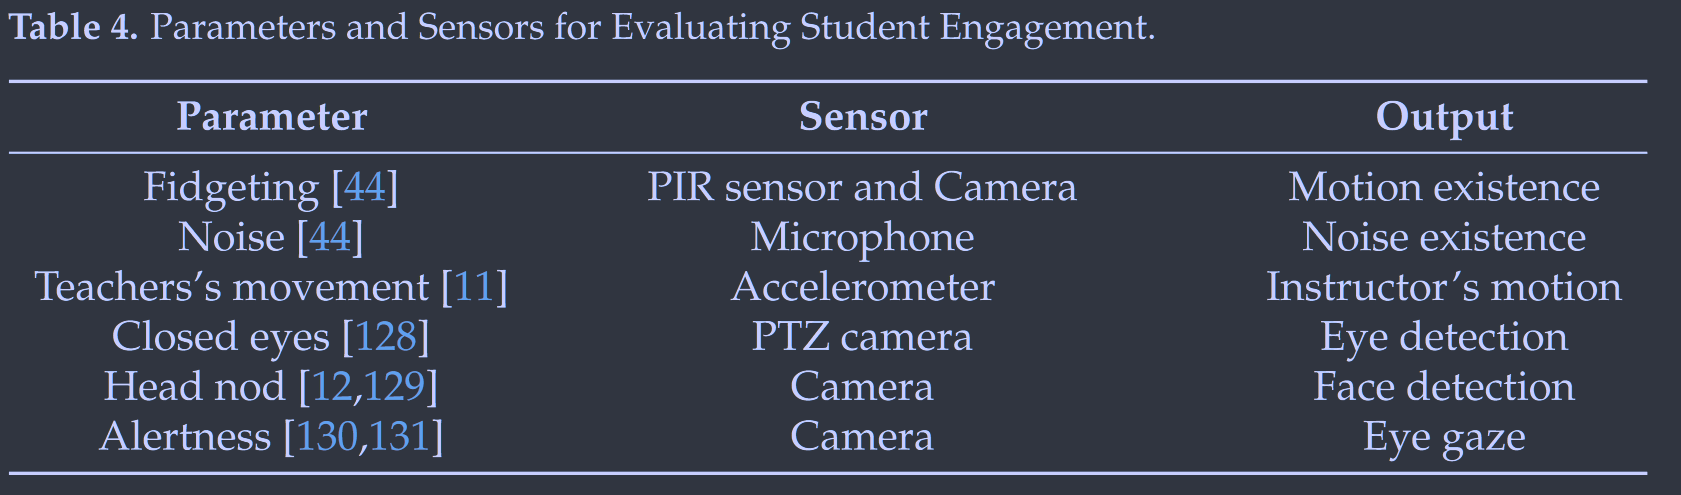 Table 4. Parameters and Sensors for Evaluating Student Engagement.
Parameter Sensor Output
Fidgeting [44] PIR sensor and Camera Motion existence
Noise [44] Microphone Noise existence
Teachers's movement [11] Accelerometer Instructor's motion
Closed eyes [128] PTZ camera Eye detection
Head nod [12,129] Camera Face detection
Alertness [130,131] Camera Eye gaze